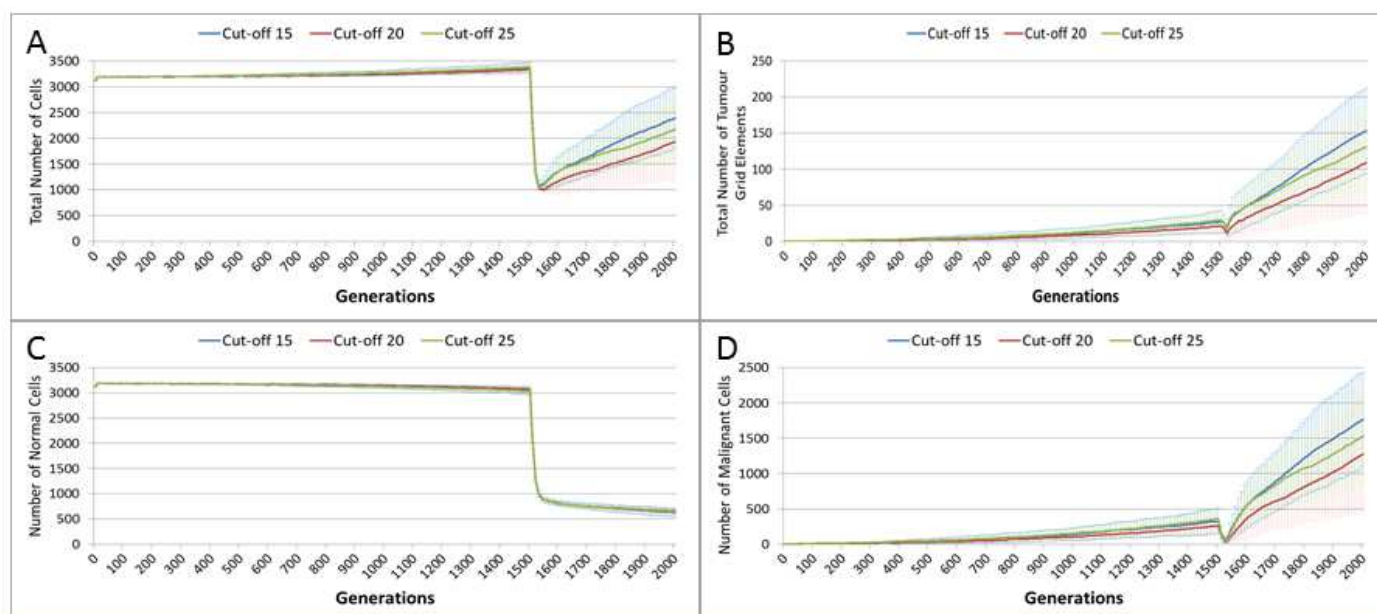 A
Cut-off 15 Cut-off 20 Cut-off 25
Total Number of Cells
3500
3000
2500
2000
1500
1000
500
0
0 100 200 300 400 500 600 700 800 900 1000 1100 1200 1300 1400 1500 1600 1700 1800 1900 2000
Generations
B
Cut-off 15 Cut-off 20 Cut-off 25
Total Number of Tumour
Grid Elements
250
200
150
100
50
0
0 100 200 300 400 500 600 700 800 900 1000 1100 1200 1300 1400 1500 1600 1700 1800 1900 2000
Generations
C
Cut-off 15 Cut-off 20 Cut-off 25
Number of Normal Cells
3500
3000
2500
2000
1500
1000
500
0
0 100 200 300 400 500 600 700 800 900 1000 1100 1200 1300 1400 1500 1600 1700 1800 1900 2000
Generations
D
Cut-off 15 Cut-off 20 Cut-off 25
Number of Malignant Cells
2500
2000
1500
1000
500
0
0 100 200 300 400 500 600 700 800 900 1000 1100 1200 1300 1400 1500 1600 1700 1800 1900 2000
Generations